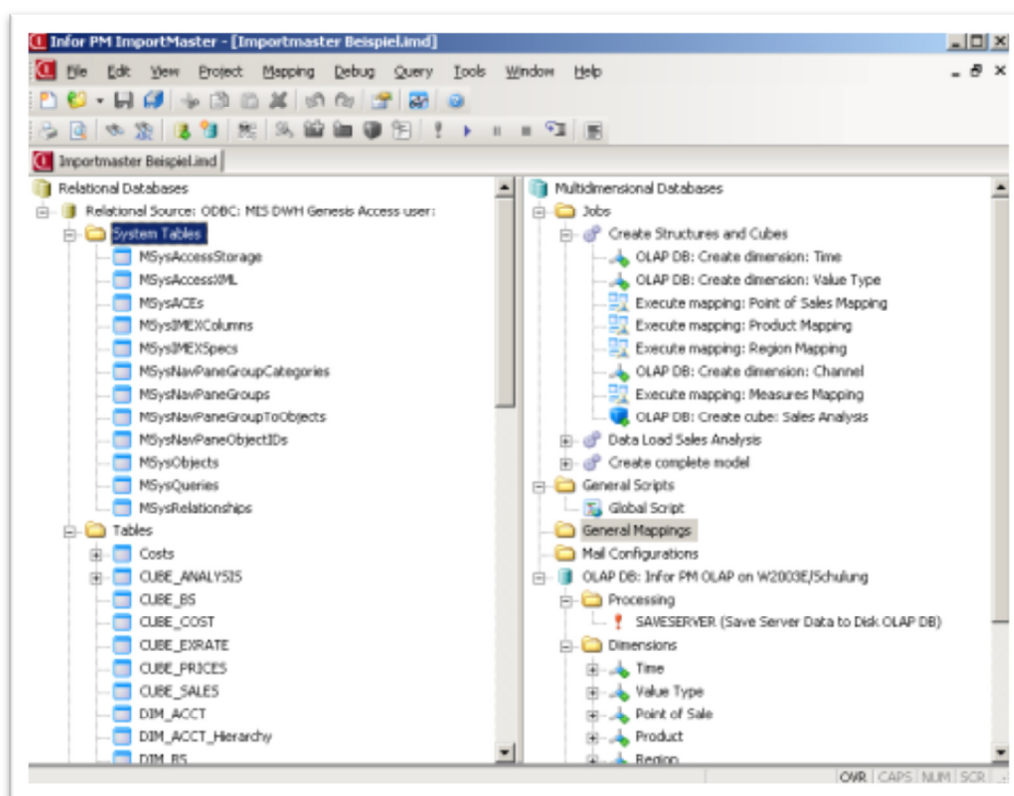 Infor PM ImportMaster - [Importmaster Beispiel.imd]
File Edit View Project Mapping Debug Query Tools Window Help
Importmaster Beispiel.imd
Relational Databases
Relational Source: ODBC: MIS DWH Genesis Access user:
System Tables
MSysAccessStorage
MSysAccessXML
MSysACEs
MSysIMEXColumns
MSysIMEXSpecs
MSysNavPaneGroupCategories
MSysNavPaneGroups
MSysNavPaneGroupToObjects
MSysNavPaneObjectIDs
MSysObjects
MSysQueries
MSysRelationships
Tables
Costs
CUBE_ANALYSIS
CUBE_BS
CUBE_COST
CUBE_EXRATE
CUBE_PRICES
CUBE_SALES
DIM_ACCT
DIM_ACCT_Hierarchy
DIM_BS
Multidimensional Databases
Jobs
Create Structures and Cubes
OLAP DB: Create dimension: Time
OLAP DB: Create dimension: Value Type
Execute mapping: Point of Sales Mapping
Execute mapping: Product Mapping
Execute mapping: Region Mapping
OLAP DB: Create dimension: Channel
Execute mapping: Measures Mapping
OLAP DB: Create cube: Sales Analysis
Data Load Sales Analysis
Create complete model
General Scripts
Global Script
General Mappings
Mail Configurations
OLAP DB: Infor PM OLAP on W2003E/Schulung
Processing
SAVESERVER (Save Server Data to Disk OLAP DB)
Dimensions
Time
Value Type
Point of Sale
Product
Region
OVR CAPS NUM SCR